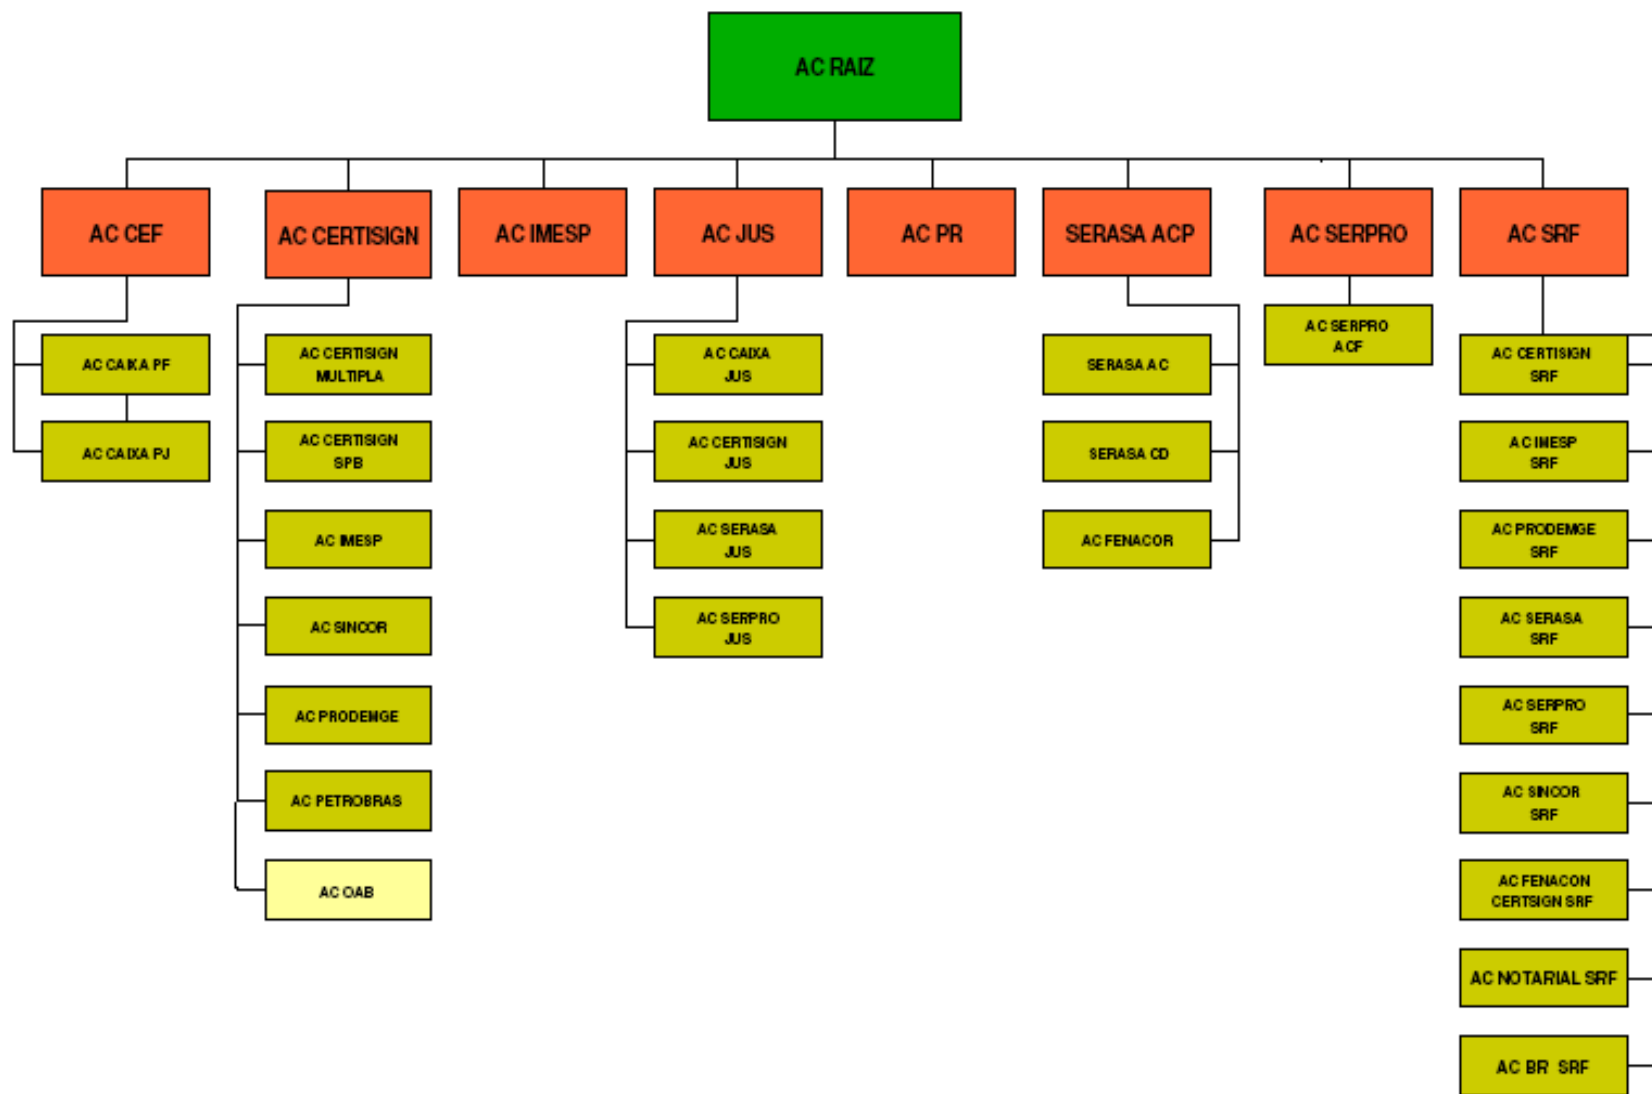 AC RAIZ
AC CEF
AC CERTISIGN
AC IMESP
AC JUS
AC PR
SERASA ACP
AC SERPRO
AC SRF
AC CAIXA PF
AC CAIXA PJ
AC CERTISIGN
MULTIPLA
AC CERTISIGN
SPB
AC IMESP
AC SINCOR
AC PRODEMGE
AC PETROBRAS
AC OAB
AC CAIXA
JUS
AC CERTISIGN
JUS
AC SERASA
JUS
AC SERPRO
JUS
SERASA AC
SERASA CD
AC FENACOR
AC SERPRO
ACF
AC CERTISIGN
SRF
AC IMESP
SRF
AC PRODEMGE
SRF
AC SERASA
SRF
AC SERPRO
SRF
AC SINCOR
SRF
AC FENACON
CERTSIGN SRF
AC NOTARIAL SRF
AC BR SRF